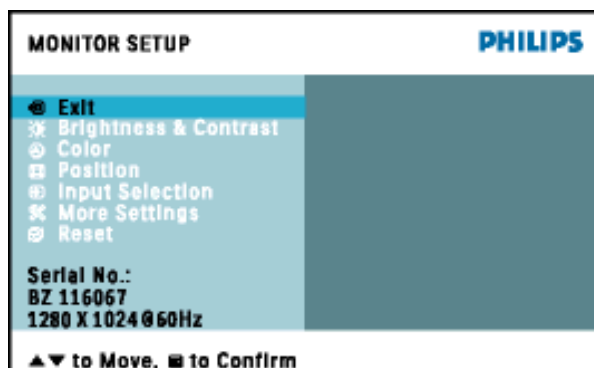 MONITOR SETUP PHILIPS
Exit
Brightness & Contrast
Color
Position
Input Selection
More Settings
Reset
Serial No.:
BZ 116067
1280 X 1024 @ 60Hz
▲▼ to Move, to Confirm